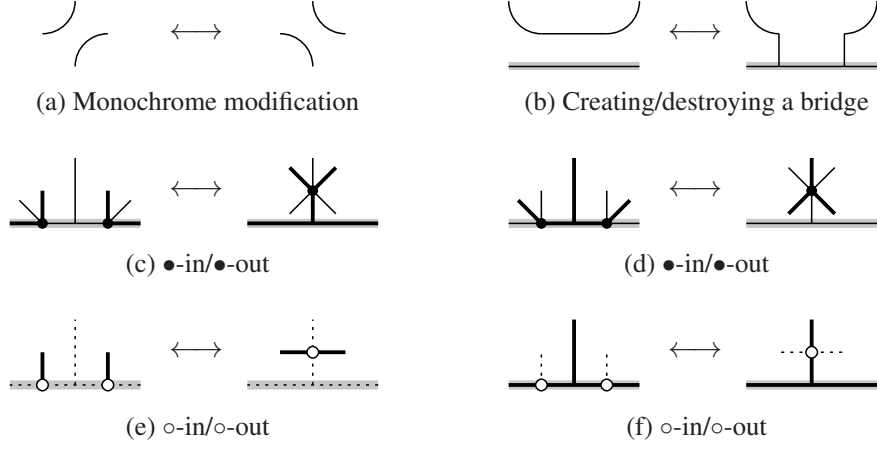 (a) Monochrome modification
(b) Creating/destroying a bridge
(c) •-in/•-out
(d) •-in/•-out
(e) ◦-in/◦-out
(f) ◦-in/◦-out